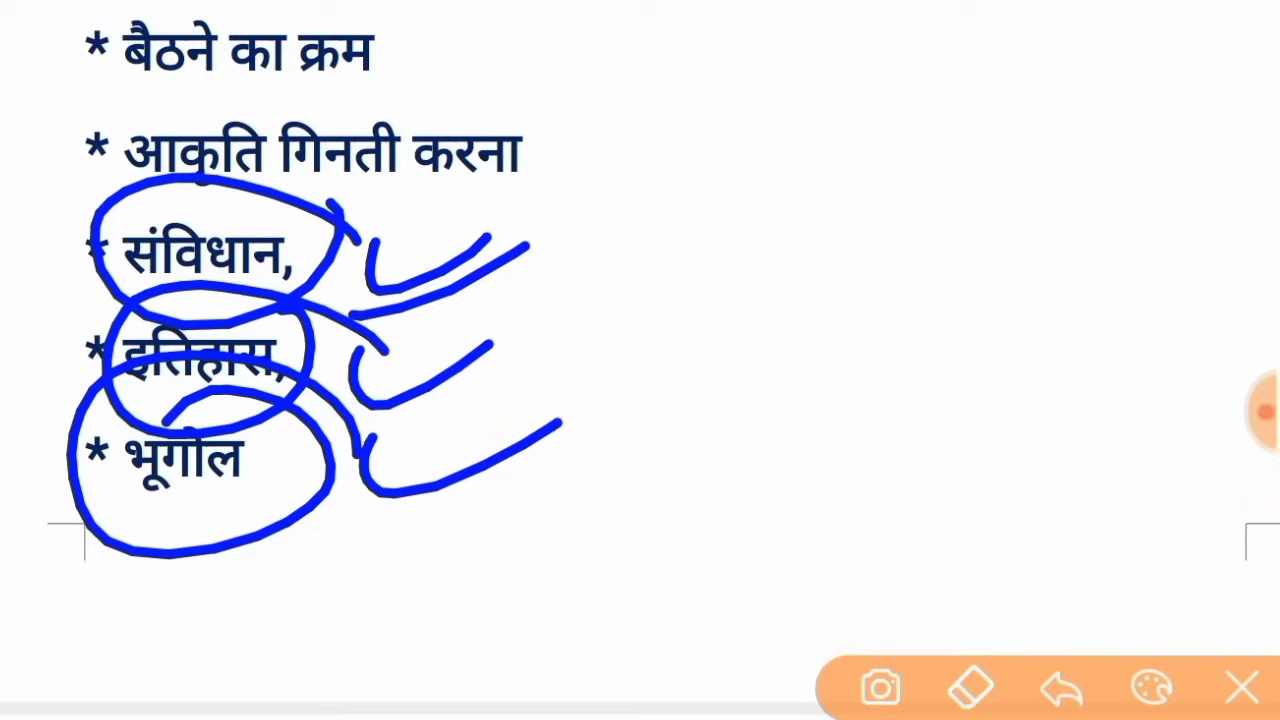 * बैठने का क्रम
* आकृति गिनती करना
* संविधान,
* इतिहास,
* भूगोल